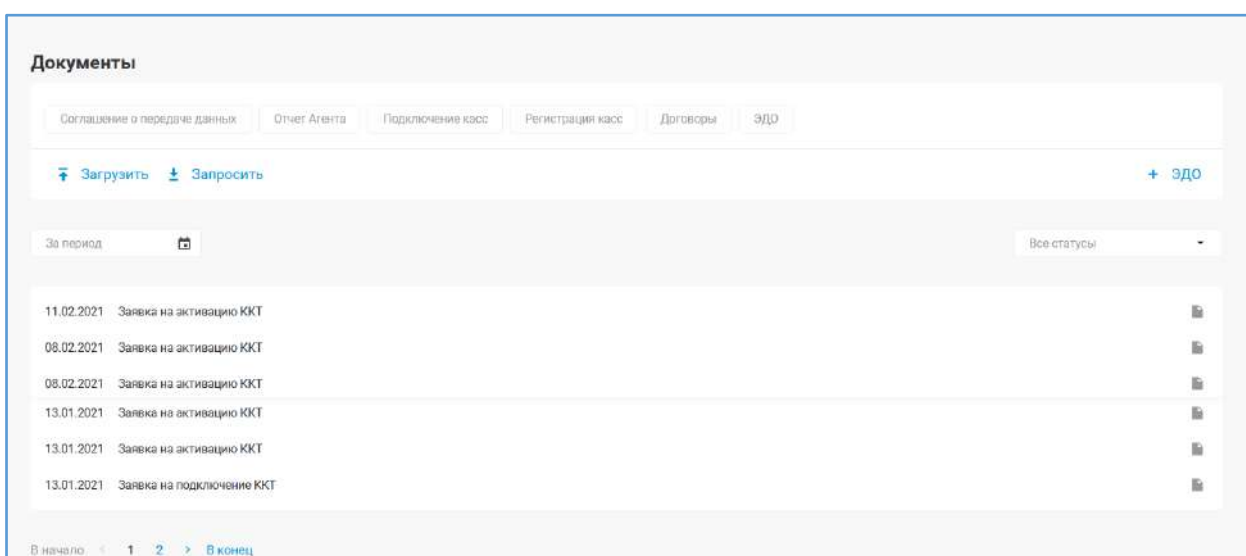 Документы
Соглашение о передаче данных Отчет Агента Подключение касс Регистрация касс Договоры ЭДО
Загрузить Запросить + ЭДО
За период Все статусы
11.02.2021 Заявка на активацию ККТ
08.02.2021 Заявка на активацию ККТ
08.02.2021 Заявка на активацию ККТ
13.01.2021 Заявка на активацию ККТ
13.01.2021 Заявка на активацию ККТ
13.01.2021 Заявка на подключение ККТ
В начало < 1 2 > В конец